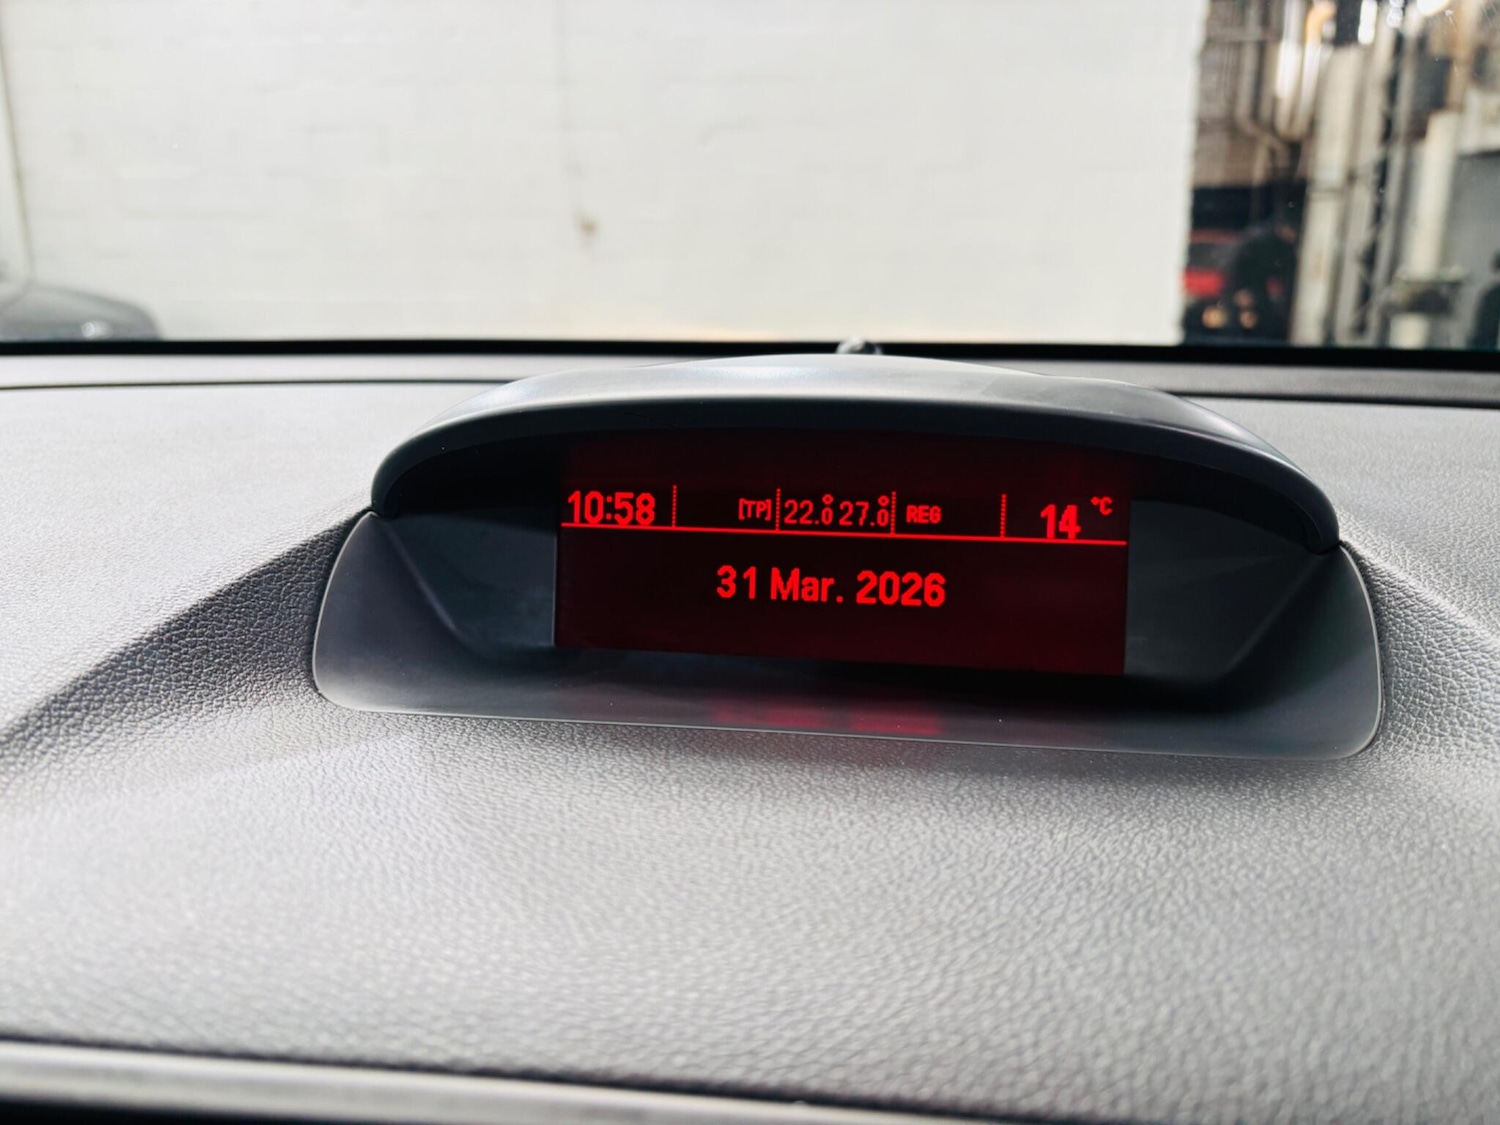 10:58 [TP] 22.0° 27.0° REG 14 °C
31 Mar. 2026